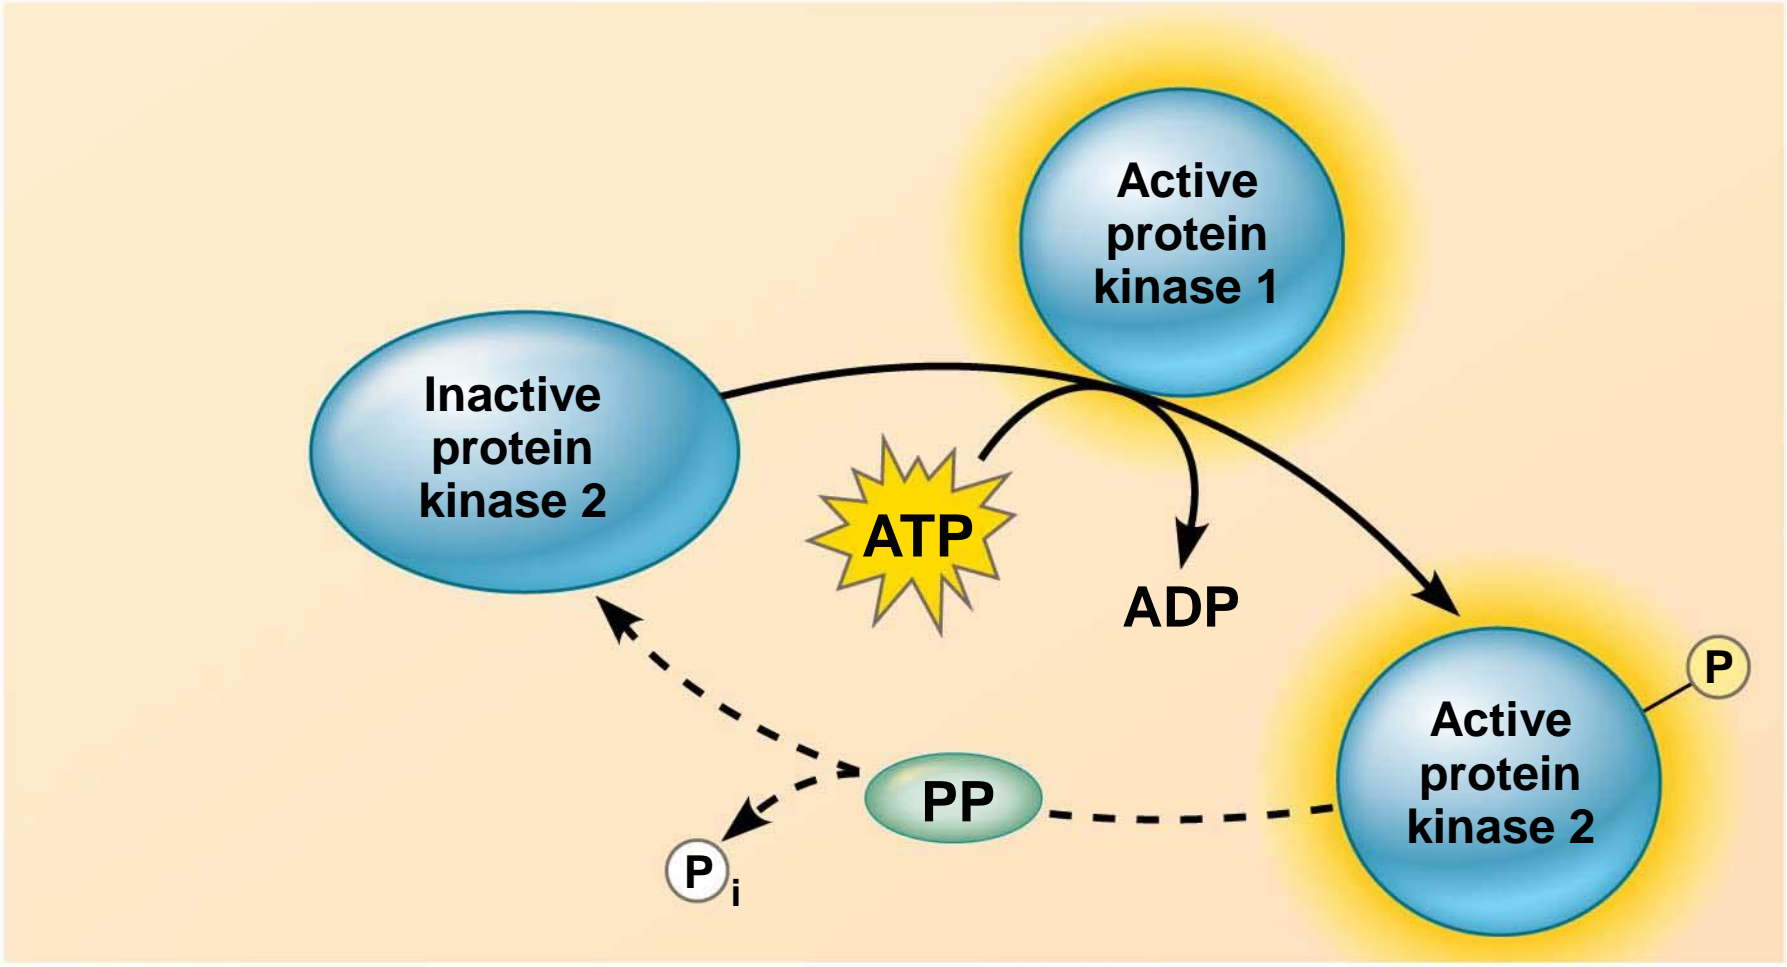 Active
protein
kinase 1
Inactive
protein
kinase 2
ATP
ADP
P
Active
protein
kinase 2
PP
Pi